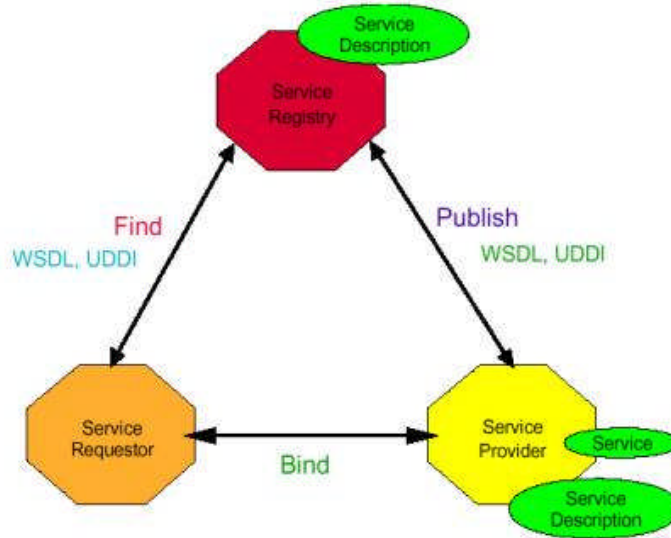 Service
Description
Service
Registry
Find
WSDL, UDDI
Publish
WSDL, UDDI
Service
Requestor
Bind
Service
Provider
Service
Service
Description